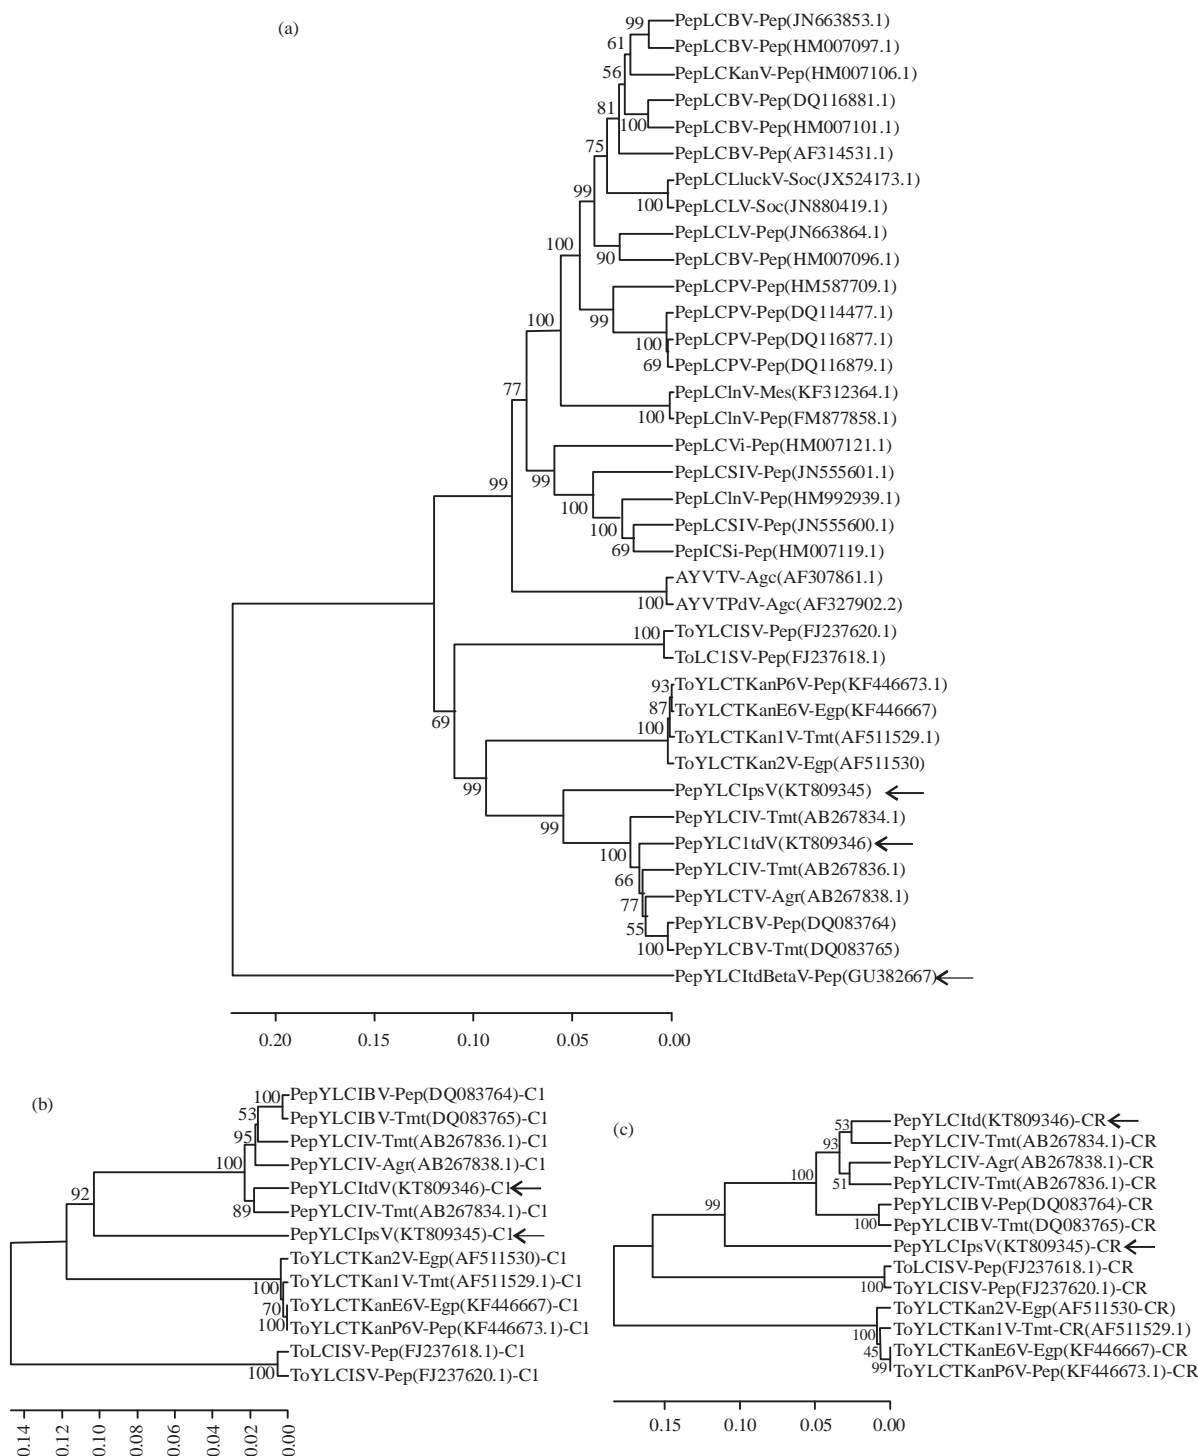 (a)
99
PepLCBV-Pep(JN663853.1)
61
PepLCBV-Pep(HM007097.1)
56
PepLCKanV-Pep(HM007106.1)
81
PepLCBV-Pep(DQ116881.1)
100
PepLCBV-Pep(HM007101.1)
75
PepLCBV-Pep(AF314531.1)
99
PepLCLluckV-Soc(JX524173.1)
100
PepLCLV-Soc(JN880419.1)
100
PepLCLV-Pep(JN663864.1)
90
PepLCBV-Pep(HM007096.1)
PepLCPV-Pep(HM587709.1)
100
99
PepLCPV-Pep(DQ114477.1)
100
PepLCPV-Pep(DQ116877.1)
69
PepLCPV-Pep(DQ116879.1)
77
PepLClnV-Mes(KF312364.1)
100
PepLClnV-Pep(FM877858.1)
PepLCVi-Pep(HM007121.1)
99
99
PepLCSIV-Pep(JN555601.1)
100
PepLClnV-Pep(HM992939.1)
100
PepLCSIV-Pep(JN555600.1)
69
PepICSi-Pep(HM007119.1)
AYVTV-Agc(AF307861.1)
100
AYVTPdV-Agc(AF327902.2)
100
ToYLCISV-Pep(FJ237620.1)
ToLC1SV-Pep(FJ237618.1)
93
ToYLCTKanP6V-Pep(KF446673.1)
87
ToYLCTKanE6V-Egp(KF446667)
69
100
ToYLCTKan1V-Tmt(AF511529.1)
ToYLCTKan2V-Egp(AF511530)
99
PepYLCIpsV(KT809345)
99
PepYLCIV-Tmt(AB267834.1)
100
PepYLC1tdV(KT809346)
66
PepYLCIV-Tmt(AB267836.1)
77
PepYLCTV-Agr(AB267838.1)
55
PepYLCBV-Pep(DQ083764)
100
PepYLCBV-Tmt(DQ083765)
PepYLCItdBetaV-Pep(GU382667)
0.20 0.15 0.10 0.05 0.00
(b)
100
PepYLCIBV-Pep(DQ083764)-C1
53
PepYLCIBV-Tmt(DQ083765)-C1
95
PepYLCIV-Tmt(AB267836.1)-C1
100
PepYLCIV-Agr(AB267838.1)-C1
PepYLCItdV(KT809346)-C1
92
89
PepYLCIV-Tmt(AB267834.1)-C1
PepYLCIpsV(KT809345)-C1
ToYLCTKan2V-Egp(AF511530)-C1
100
ToYLCTKan1V-Tmt(AF511529.1)-C1
70
ToYLCTKanE6V-Egp(KF446667)-C1
100
ToYLCTKanP6V-Pep(KF446673.1)-C1
ToLCISV-Pep(FJ237618.1)-C1
100
ToYLCISV-Pep(FJ237620.1)-C1
0.14 0.12 0.10 0.08 0.06 0.04 0.02 0.00
(c)
53
PepYLCItd(KT809346)-CR
93
PepYLCIV-Tmt(AB267834.1)-CR
PepYLCIV-Agr(AB267838.1)-CR
100
51
PepYLCIV-Tmt(AB267836.1)-CR
99
PepYLCIBV-Pep(DQ083764)-CR
100
PepYLCIBV-Tmt(DQ083765)-CR
PepYLCIpsV(KT809345)-CR
ToLCISV-Pep(FJ237618.1)-CR
100
ToYLCISV-Pep(FJ237620.1)-CR
ToYLCTKan2V-Egp(AF511530-CR)
100
ToYLCTKan1V-Tmt-CR(AF511529.1)
45
ToYLCTKanE6V-Egp(KF446667)-CR
99
ToYLCTKanP6V-Pep(KF446673.1)-CR
0.15 0.10 0.05 0.00